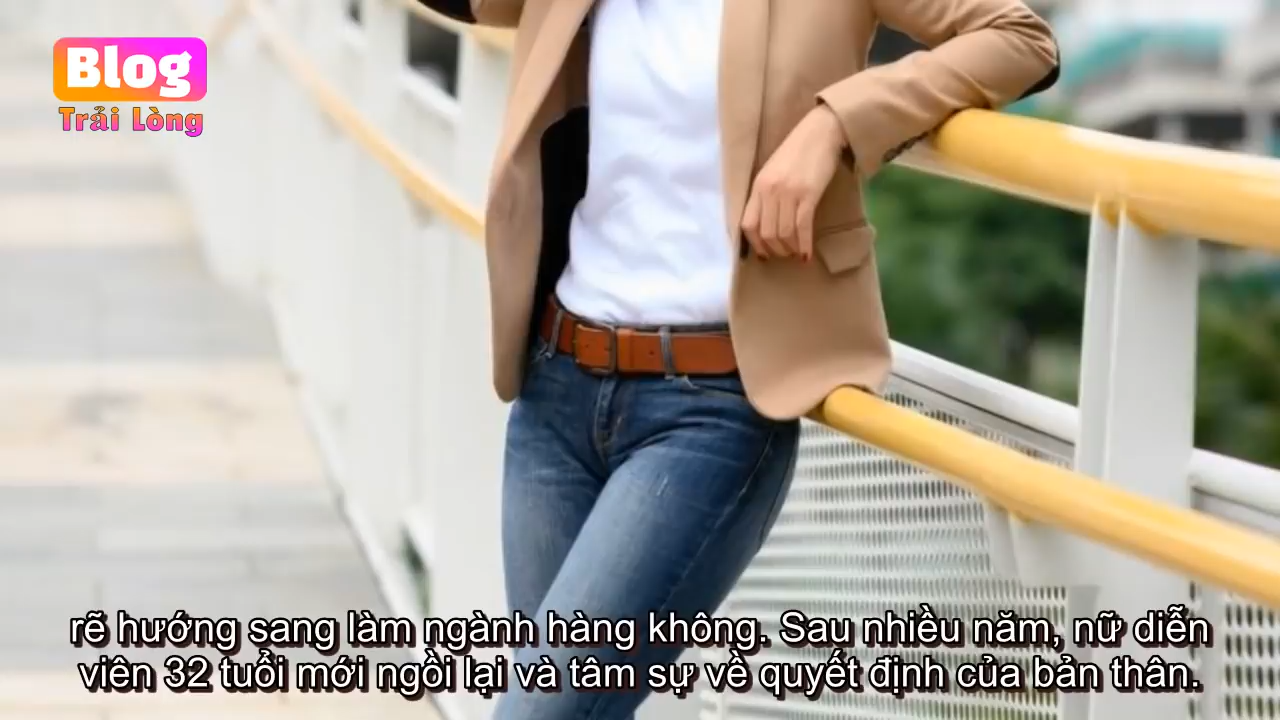 Blog
Trải Lòng
rẽ hướng sang làm ngành hàng không. Sau nhiều năm, nữ diễn
viên 32 tuổi mới ngồi lại và tâm sự về quyết định của bản thân.